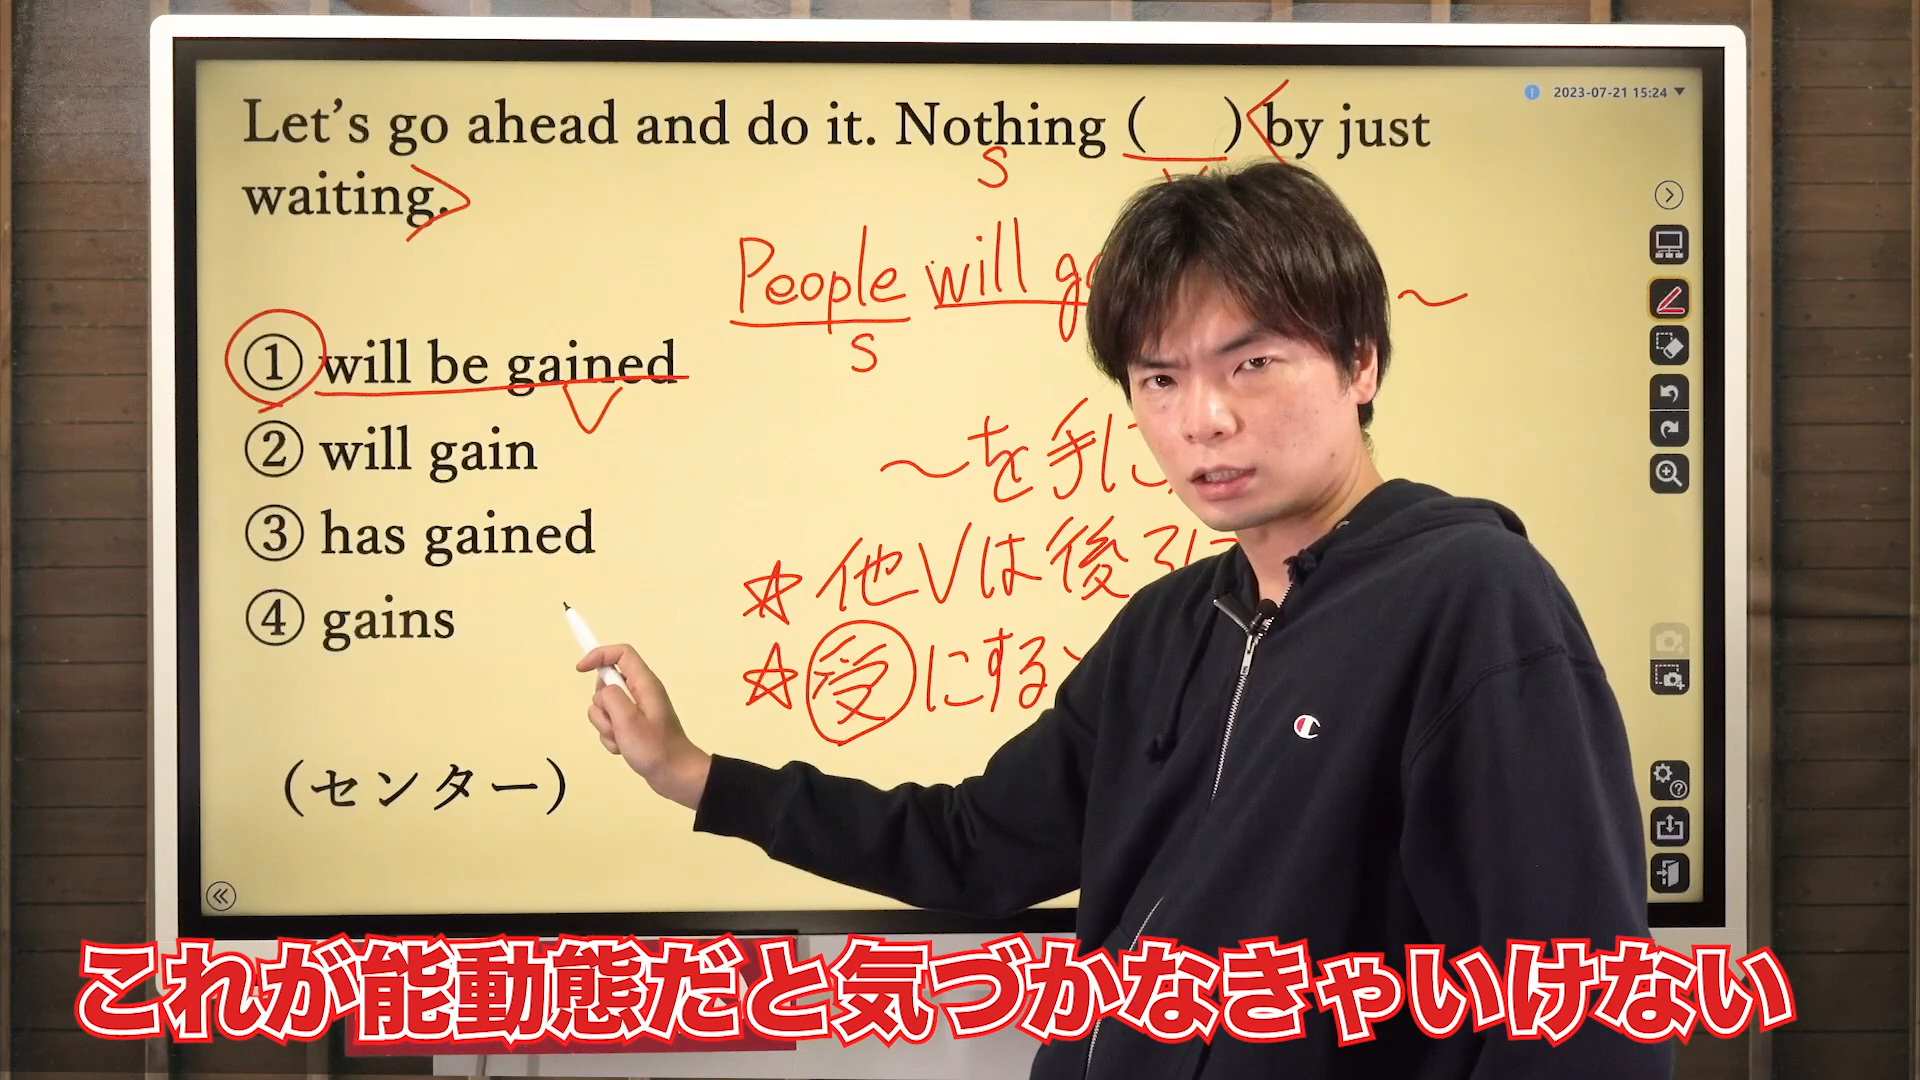 Let's go ahead and do it. Nothing (　) by just
waiting.
2023-07-21 15:24
S
People will
S
① will be gained
V
② will gain
〜を手に
③ has gained
☆他Vは後ろに
④ gains
☆受にする
(センター)
これが能動態だと気づかなきゃいけない